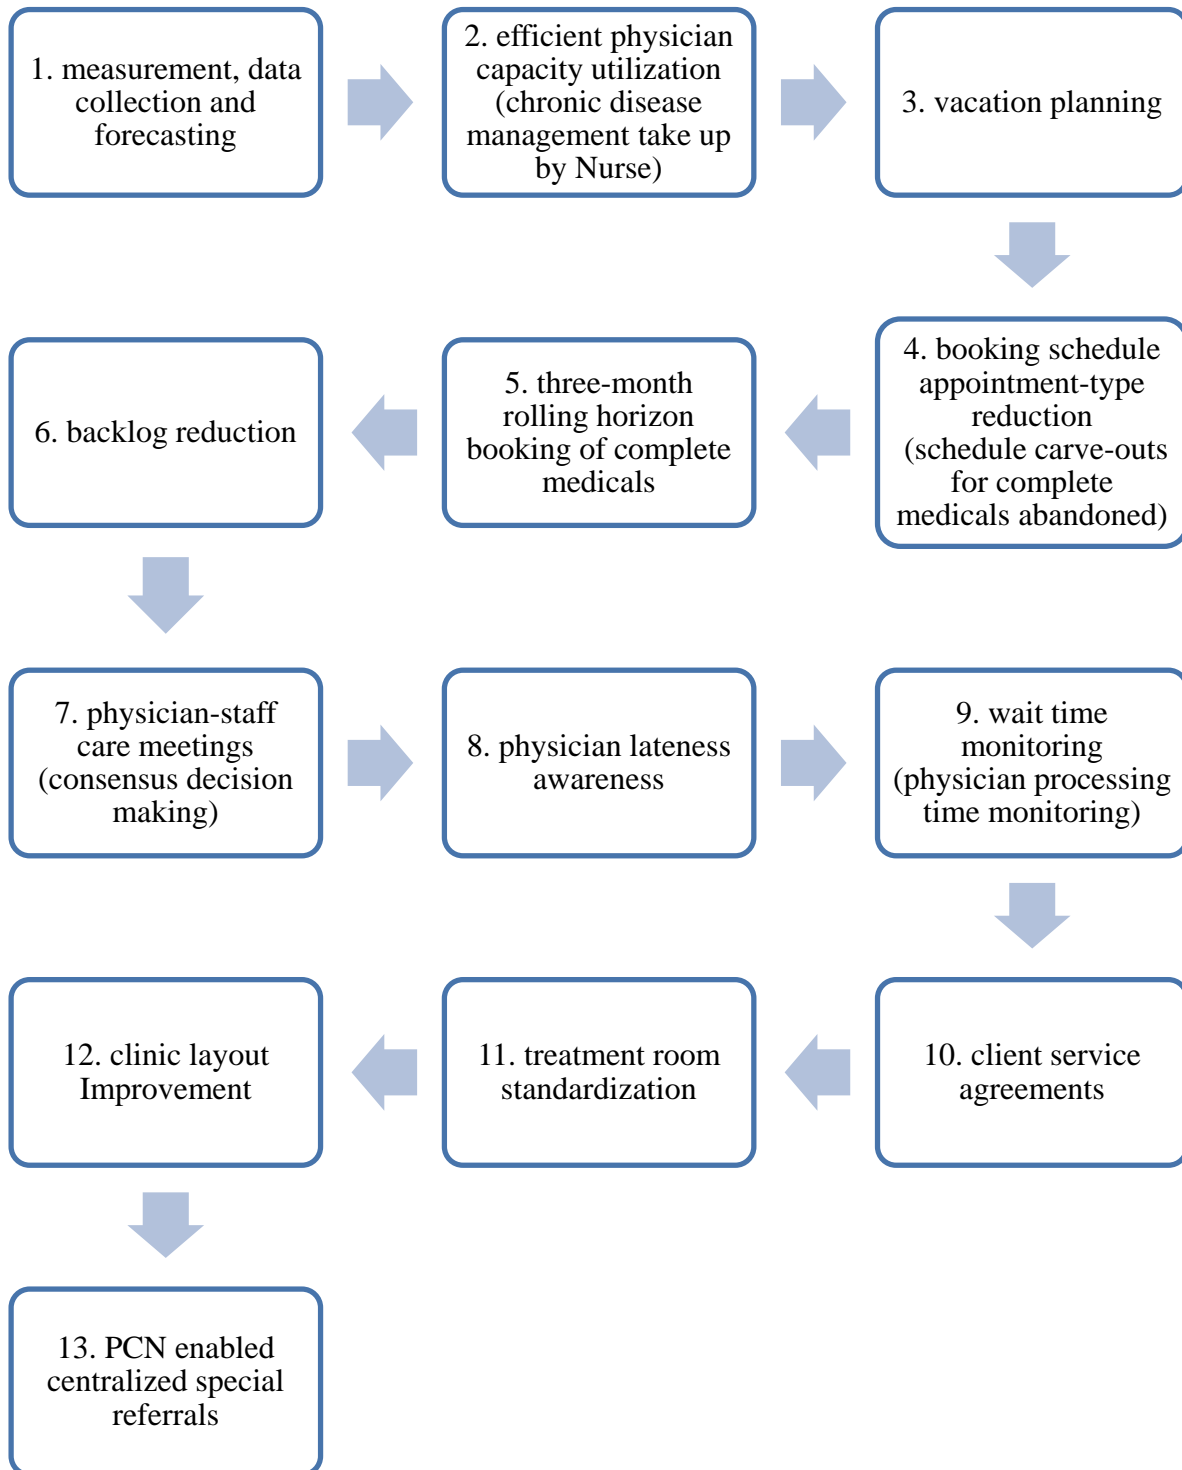 1. measurement, data
collection and
forecasting
2. efficient physician
capacity utilization
(chronic disease
management take up
by Nurse)
3. vacation planning
4. booking schedule
appointment-type
reduction
(schedule carve-outs
for complete
medicals abandoned)
5. three-month
rolling horizon
booking of complete
medicals
6. backlog reduction
7. physician-staff
care meetings
(consensus decision
making)
8. physician lateness
awareness
9. wait time
monitoring
(physician processing
time monitoring)
10. client service
agreements
11. treatment room
standardization
12. clinic layout
Improvement
13. PCN enabled
centralized special
referrals